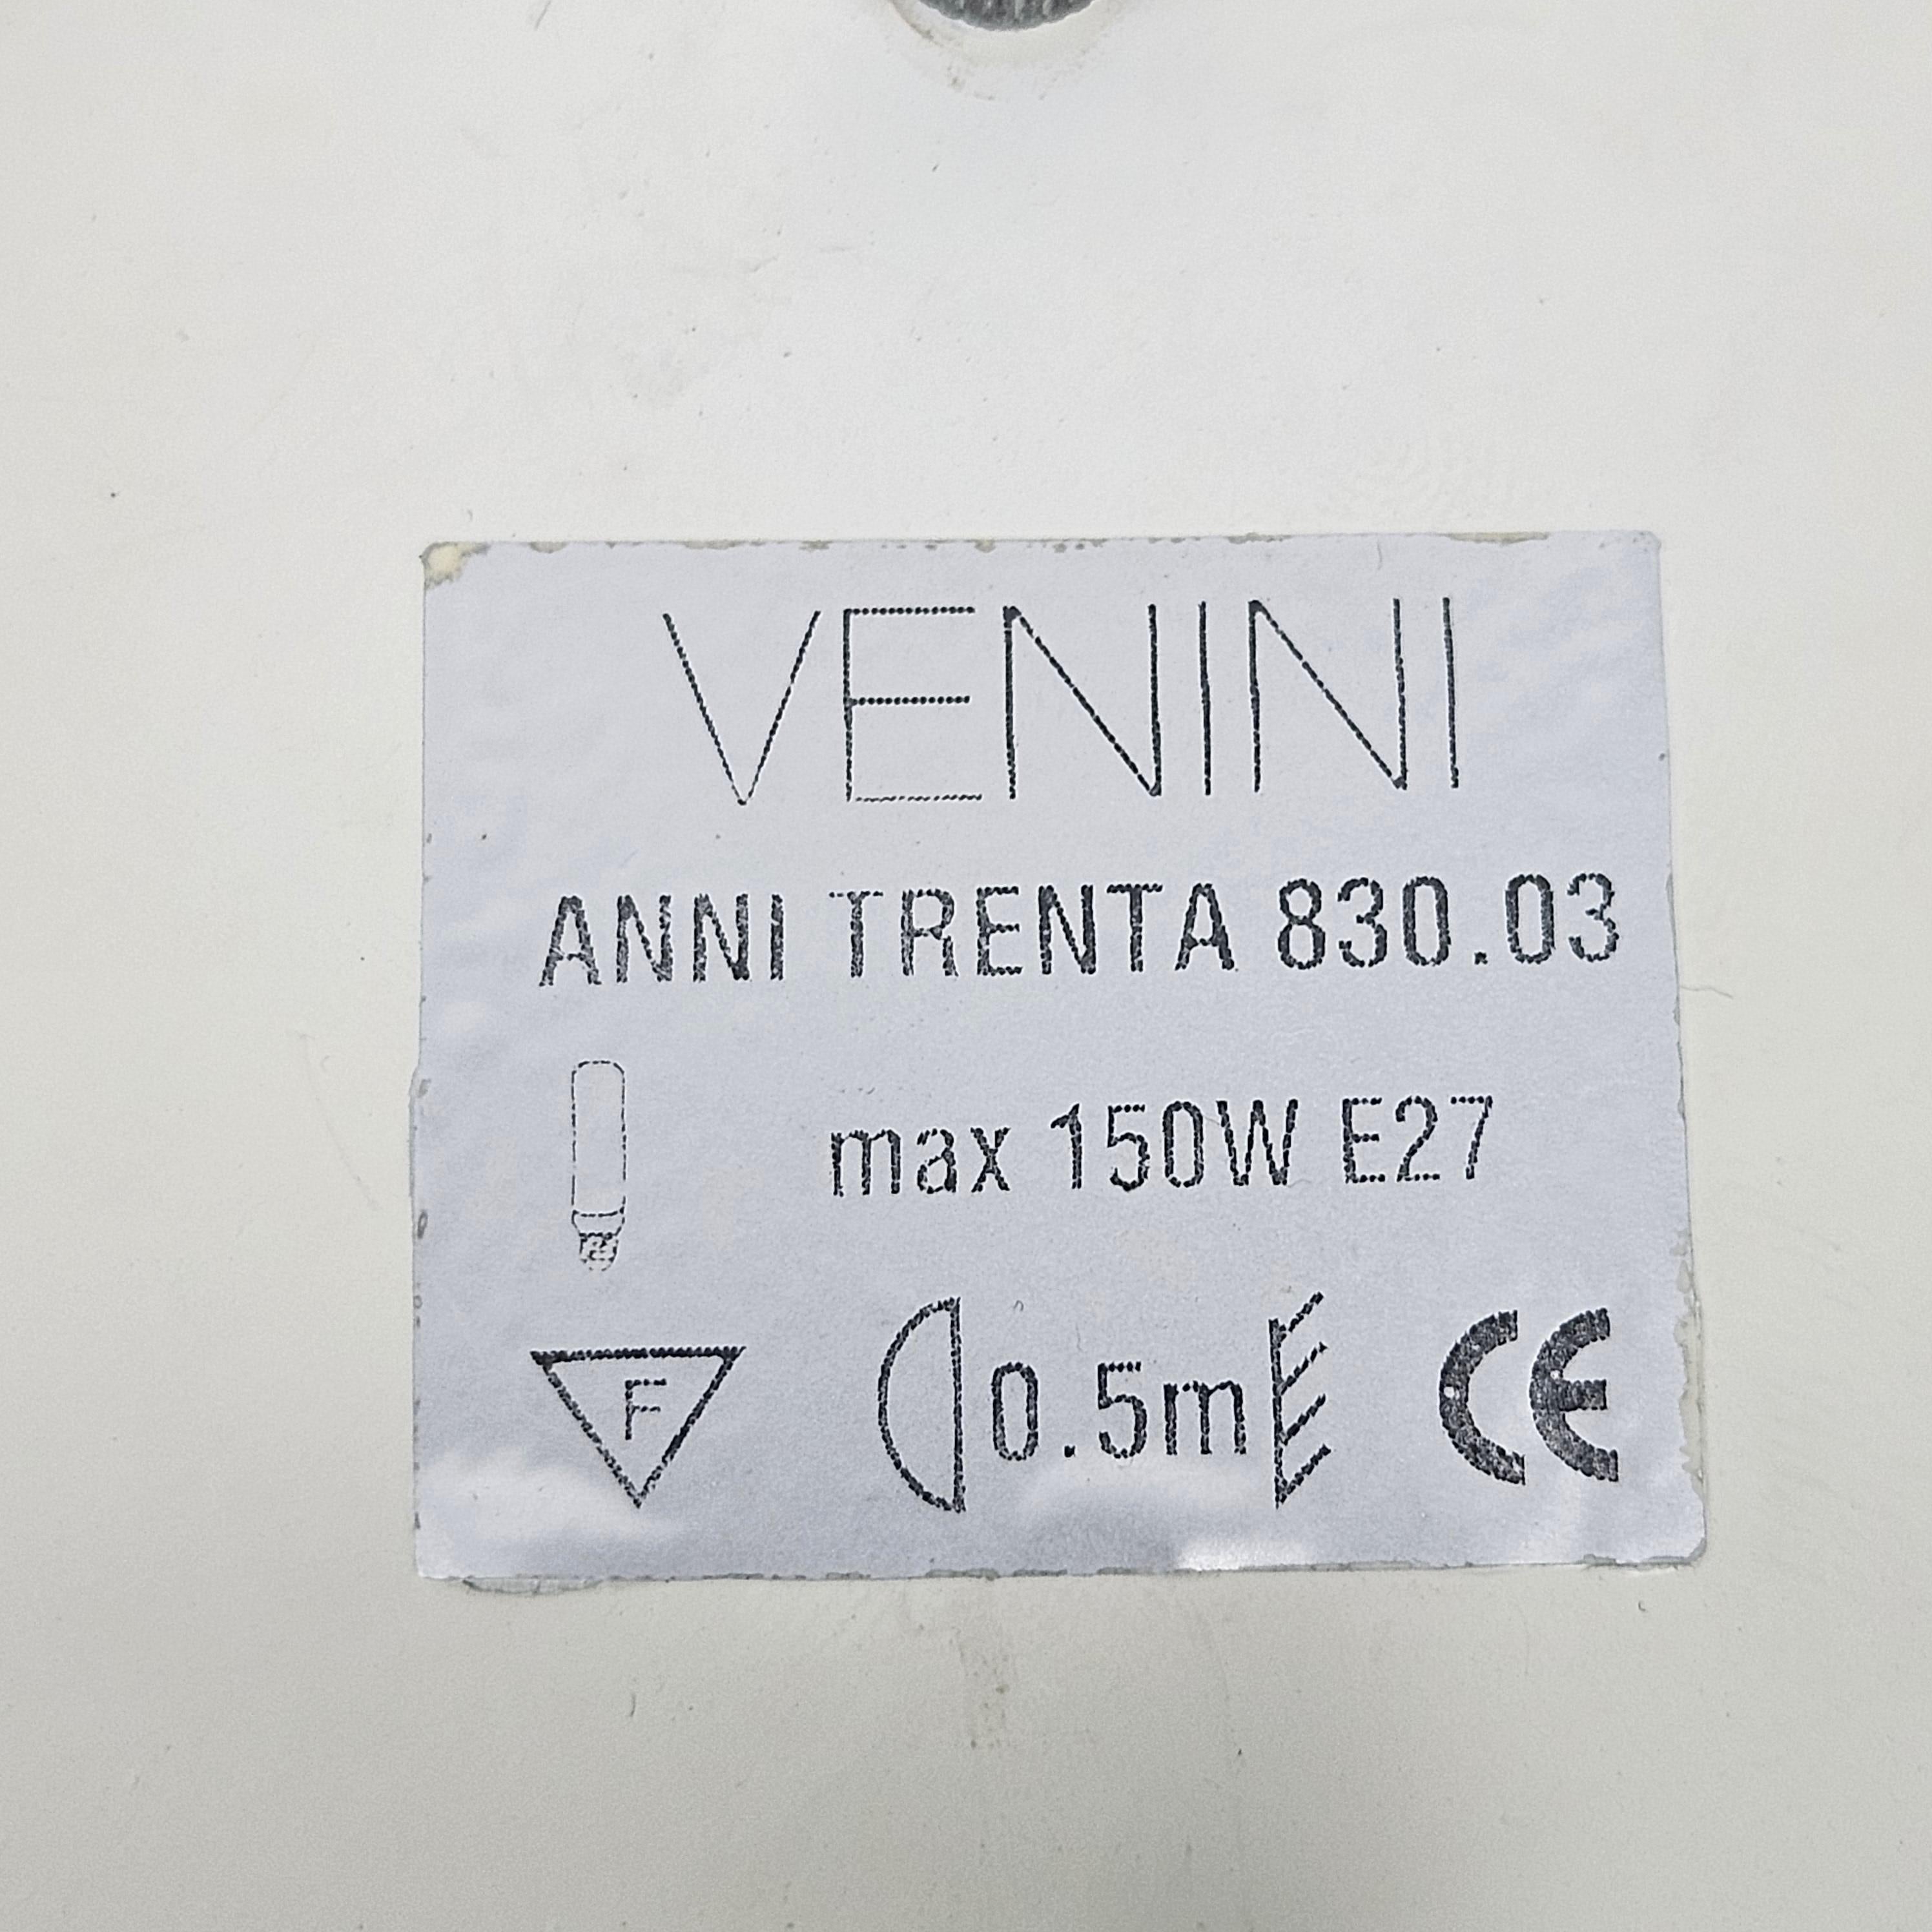 VENINI
ANNI TRENTA 830.03
max 150W E27
F 0.5m CE